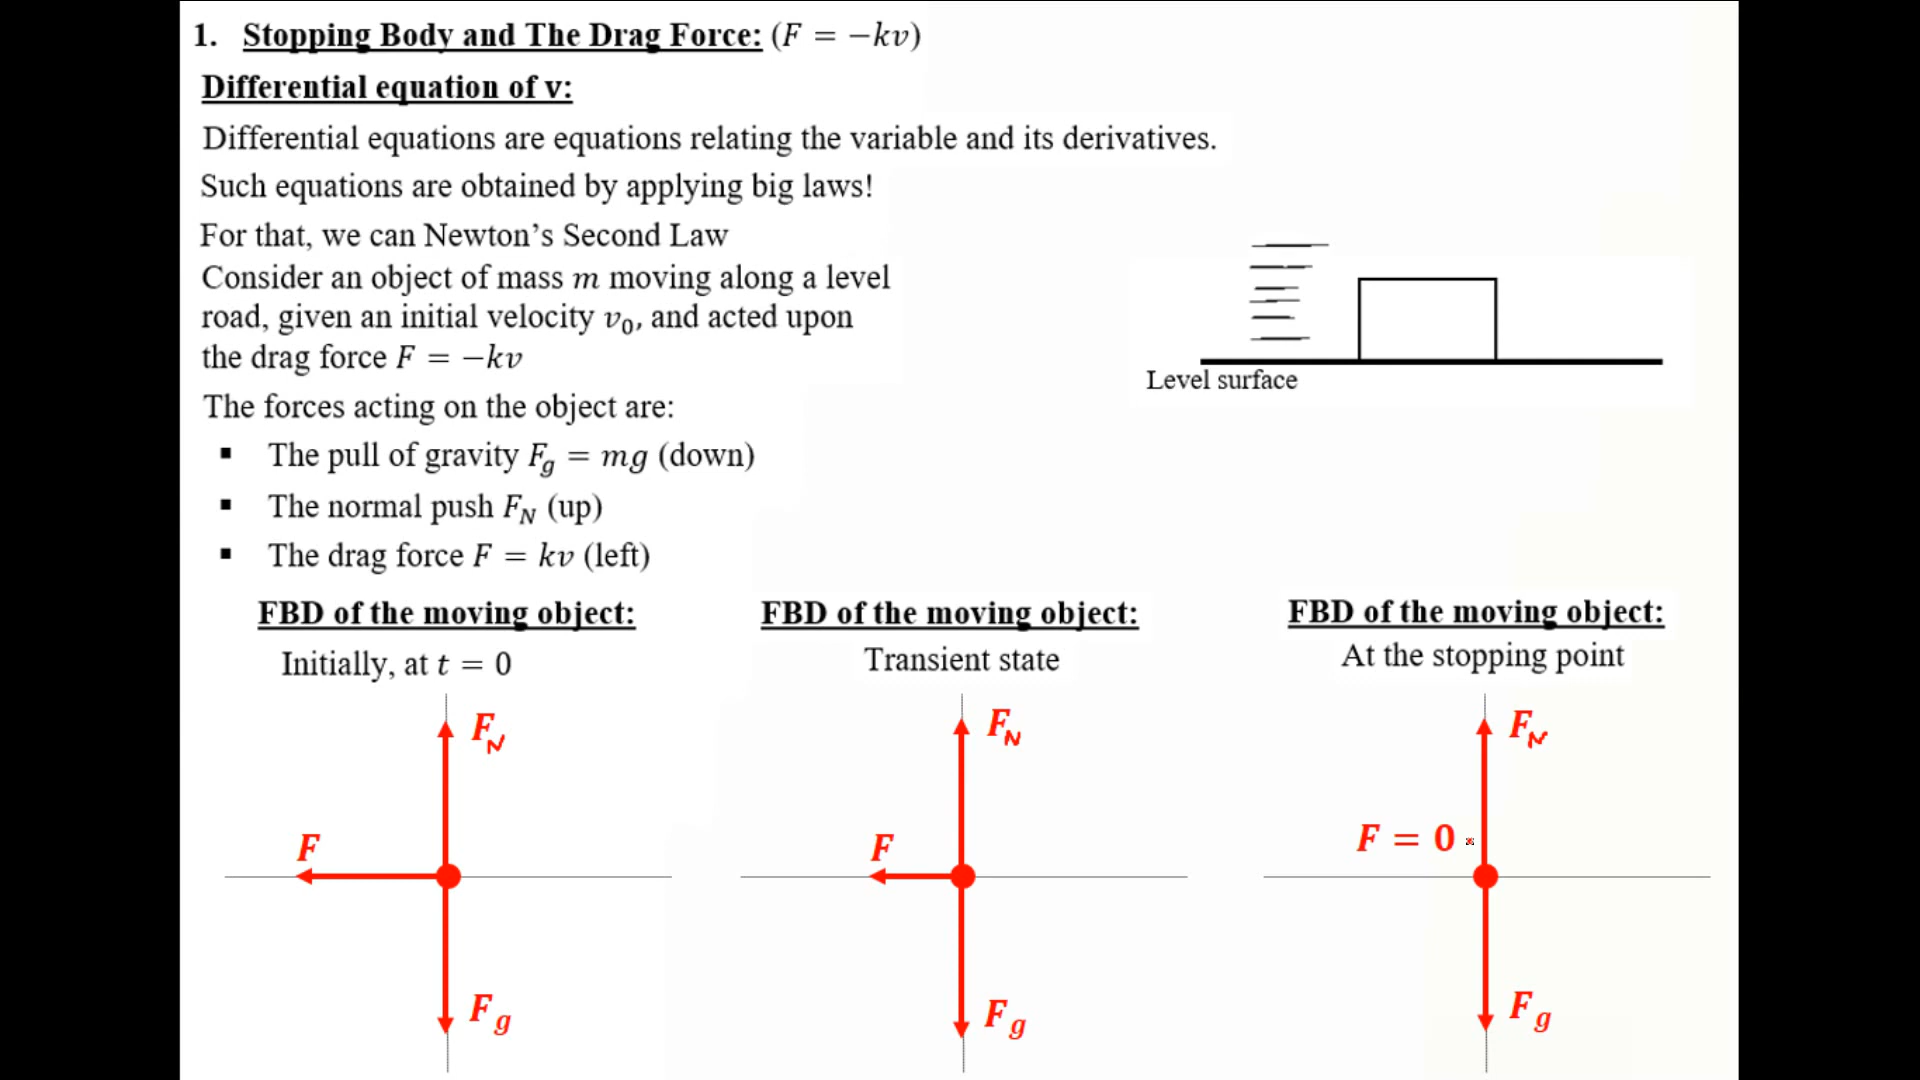 1. Stopping Body and The Drag Force: (F = −kv)
Differential equation of v:
Differential equations are equations relating the variable and its derivatives.
Such equations are obtained by applying big laws!
For that, we can Newton’s Second Law
Consider an object of mass m moving along a level
road, given an initial velocity v₀, and acted upon
the drag force F = −kv
Level surface
The forces acting on the object are:
▪ The pull of gravity F_g = mg (down)
▪ The normal push F_N (up)
▪ The drag force F = kv (left)
FBD of the moving object:
Initially, at t = 0
F_N
F
F_g
FBD of the moving object:
Transient state
F_N
F
F_g
FBD of the moving object:
At the stopping point
F_N
F = 0
F_g